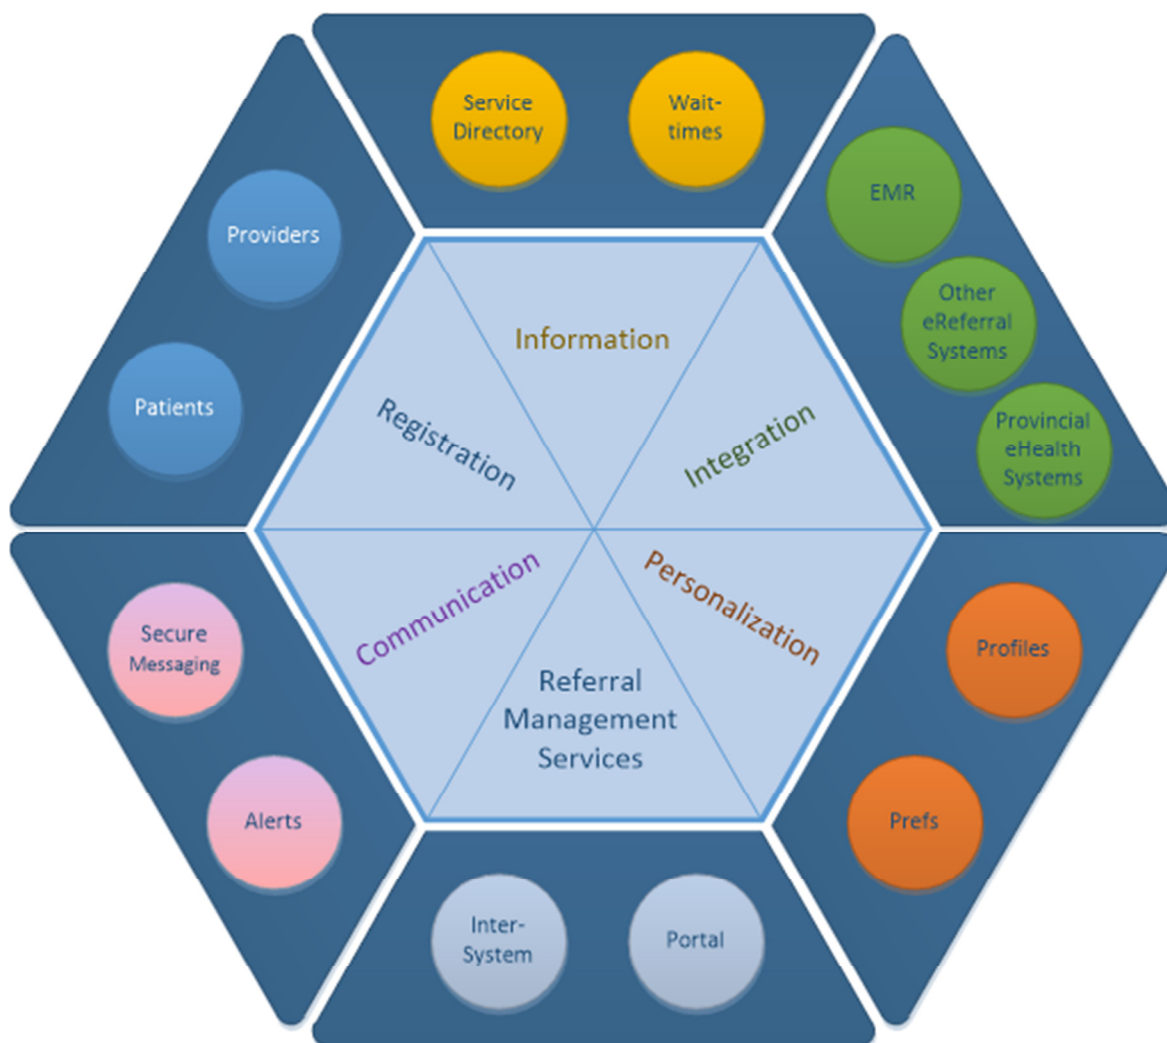 Service
Directory
Wait-
times
EMR
Other
eReferral
Systems
Provincial
eHealth
Systems
Providers
Patients
Information
Registration
Integration
Communication
Personalization
Referral
Management
Services
Secure
Messaging
Alerts
Profiles
Prefs
Inter-
System
Portal